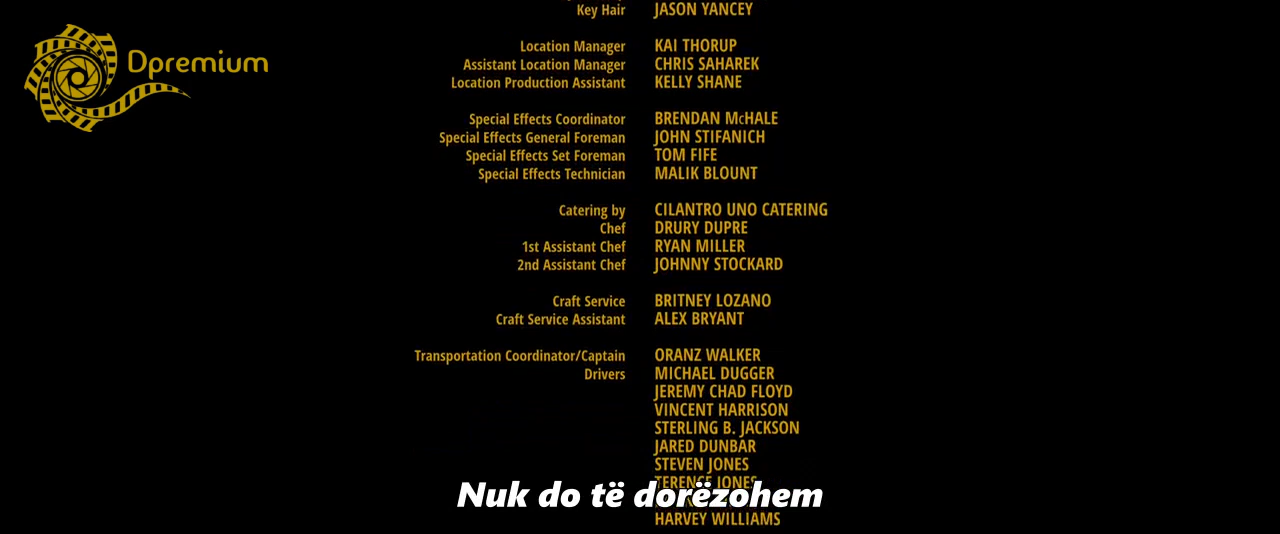 Dpremium
Key Hair JASON YANCEY
Location Manager KAI THORUP
Assistant Location Manager CHRIS SAHAREK
Location Production Assistant KELLY SHANE
Special Effects Coordinator BRENDAN McHALE
Special Effects General Foreman JOHN STIFANICH
Special Effects Set Foreman TOM FIFE
Special Effects Technician MALIK BLOUNT
Catering by CILANTRO UNO CATERING
Chef DRURY DUPRE
1st Assistant Chef RYAN MILLER
2nd Assistant Chef JOHNNY STOCKARD
Craft Service BRITNEY LOZANO
Craft Service Assistant ALEX BRYANT
Transportation Coordinator/Captain ORANZ WALKER
Drivers MICHAEL DUGGER
JEREMY CHAD FLOYD
VINCENT HARRISON
STERLING B. JACKSON
JARED DUNBAR
STEVEN JONES
TERENCE JONES
Nuk do të dorëzohem
HARVEY WILLIAMS